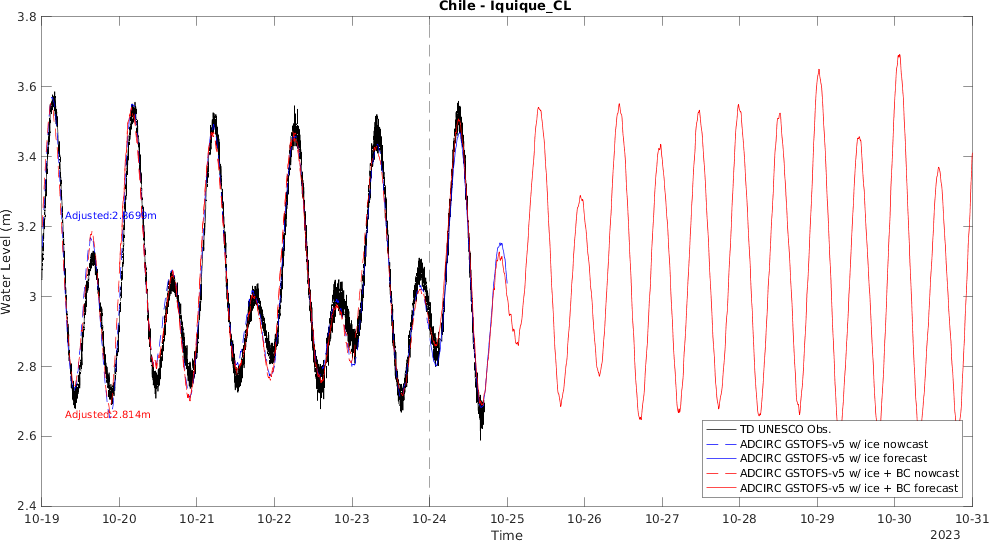 Chile - Iquique_CL
3.8
3.6
3.4
3.2
3
2.8
2.6
2.4
Water Level (m)
Adjusted:2.8699m
Adjusted:2.814m
TD UNESCO Obs.
ADCIRC GSTOFS-v5 w/ ice nowcast
ADCIRC GSTOFS-v5 w/ ice forecast
ADCIRC GSTOFS-v5 w/ ice + BC nowcast
ADCIRC GSTOFS-v5 w/ ice + BC forecast
10-19 10-20 10-21 10-22 10-23 10-24 10-25 10-26 10-27 10-28 10-29 10-30 10-31
Time
2023